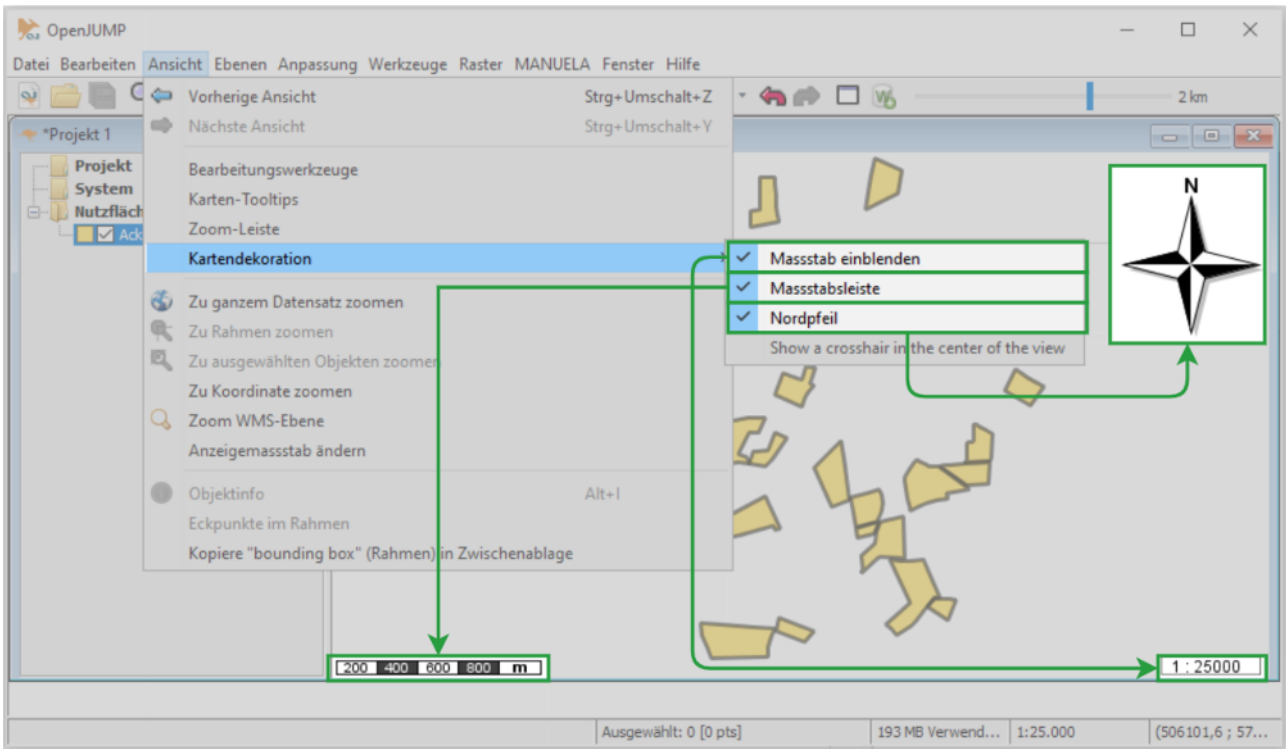 OpenJUMP
Datei Bearbeiten Ansicht Ebenen Anpassung Werkzeuge Raster MANUELA Fenster Hilfe
2 km
*Projekt 1
Projekt
System
Nutzfläch
Ack
Vorherige Ansicht Strg+Umschalt+Z
Nächste Ansicht Strg+Umschalt+Y
Bearbeitungswerkzeuge
Karten-Tooltips
Zoom-Leiste
Kartendekoration
Zu ganzem Datensatz zoomen
Zu Rahmen zoomen
Zu ausgewählten Objekten zoomen
Zu Koordinate zoomen
Zoom WMS-Ebene
Anzeigemassstab ändern
Objektinfo Alt+I
Eckpunkte im Rahmen
Kopiere "bounding box" (Rahmen) in Zwischenablage
Massstab einblenden
Massstabsleiste
Nordpfeil
Show a crosshair in the center of the view
N
200 400 600 800 m
1 : 25000
Ausgewählt: 0 [0 pts] 193 MB Verwend... 1:25.000 (506101,6 ; 57...